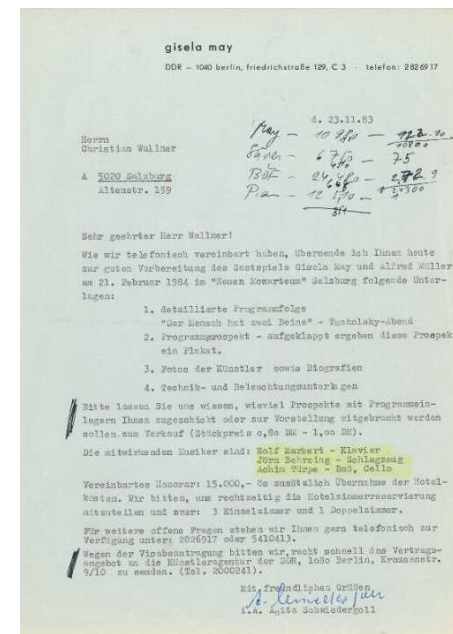 gisela may
DDR – 1040 berlin, friedrichstraße 129, C 3 · telefon: 2826917
d. 23.11.83
Herrn
Christian Wallner
A 5020 Salzburg
Altenstr. 159
Sehr geehrter Herr Wallner!
Wie wir telefonisch vereinbart haben, übersende ich Ihnen heute
zur guten Vorbereitung des Gastspiels Gisela May und Alfred Müller
am 21. Februar 1984 im "Neuen Mozarteum" Salzburg folgende Unter-
lagen:
1. detaillierte Programmfolge
"Der Mensch hat zwei Beine" - Tucholsky-Abend
2. Programmprospekt - aufgeklappt ergeben diese Prospek
ein Plakat.
3. Fotos der Künstler sowie Biografien
4. Technik- und Beleuchtungsunterlagen
Bitte lassen Sie uns wissen, wieviel Prospekte mit Programmein-
legern Ihnen zugeschickt oder zur Vorstellung mitgebracht werden
sollen zum Verkauf (Stückpreis 0,80 DM - 1,00 DM).
Die mitwirkenden Musiker sind: Rolf Markert - Klavier
Jürn Behring - Schlagzeug
Achim Türpe - Baß, Cello
Vereinbartes Honorar: 15.000,- ÖS zusätzlich Übernahme der Hotel-
kosten. Wir bitten, uns rechtzeitig die Hotelzimmerreservierung
mitzuteilen und zwar: 3 Einzelzimmer und 1 Doppelzimmer.
Für weitere offene Fragen stehen wir Ihnen gern telefonisch zur
Verfügung unter: 2826917 oder 5410413.
Wegen der Visabeantragung bitten wir, recht schnell das Vertrags-
angebot an die Künstleragentur der DDR, 1080 Berlin, Krausenstr.
9/10 zu senden. (Tel. 2000241).
Mit freundlichen Grüßen
i.A. Agita Schwiedergoll